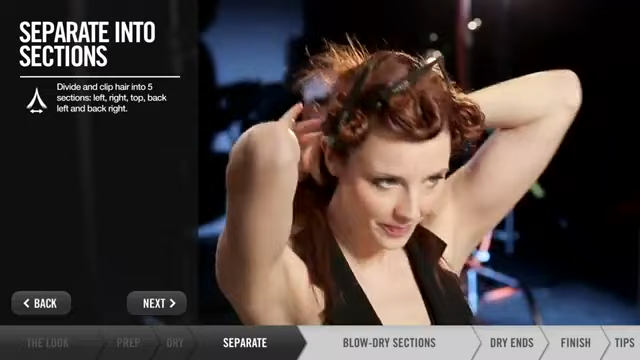 SEPARATE INTO
SECTIONS
Divide and clip hair into 5
sections: left, right, top, back
left and back right.
BACK
NEXT
THE LOOK
PREP
DRY
SEPARATE
BLOW-DRY SECTIONS
DRY ENDS
FINISH
TIPS